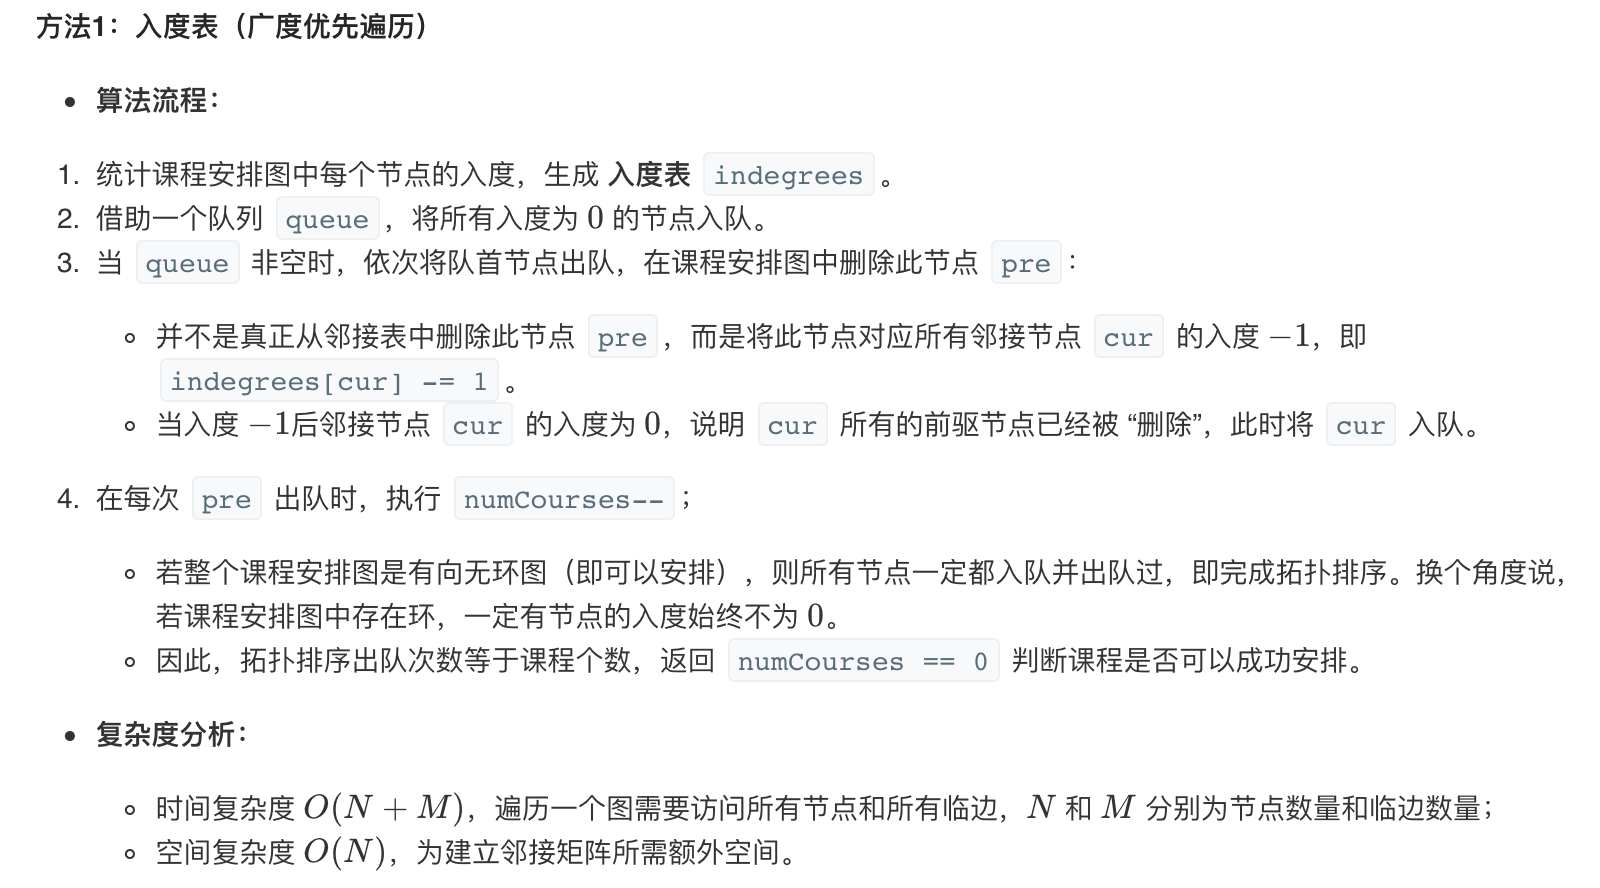 方法1：入度表（广度优先遍历）
• 算法流程：
1. 统计课程安排图中每个节点的入度，生成 入度表 indegrees 。
2. 借助一个队列 queue ，将所有入度为 0 的节点入队。
3. 当 queue 非空时，依次将队首节点出队，在课程安排图中删除此节点 pre ：
◦ 并不是真正从邻接表中删除此节点 pre ，而是将此节点对应所有邻接节点 cur 的入度 −1，即
indegrees[cur] -= 1 。
◦ 当入度 −1后邻接节点 cur 的入度为 0，说明 cur 所有的前驱节点已经被 “删除”，此时将 cur 入队。
4. 在每次 pre 出队时，执行 numCourses-- ；
◦ 若整个课程安排图是有向无环图（即可以安排），则所有节点一定都入队并出队过，即完成拓扑排序。换个角度说，
若课程安排图中存在环，一定有节点的入度始终不为 0。
◦ 因此，拓扑排序出队次数等于课程个数，返回 numCourses == 0 判断课程是否可以成功安排。
• 复杂度分析：
◦ 时间复杂度 O(N + M)，遍历一个图需要访问所有节点和所有临边，N 和 M 分别为节点数量和临边数量；
◦ 空间复杂度 O(N)，为建立邻接矩阵所需额外空间。